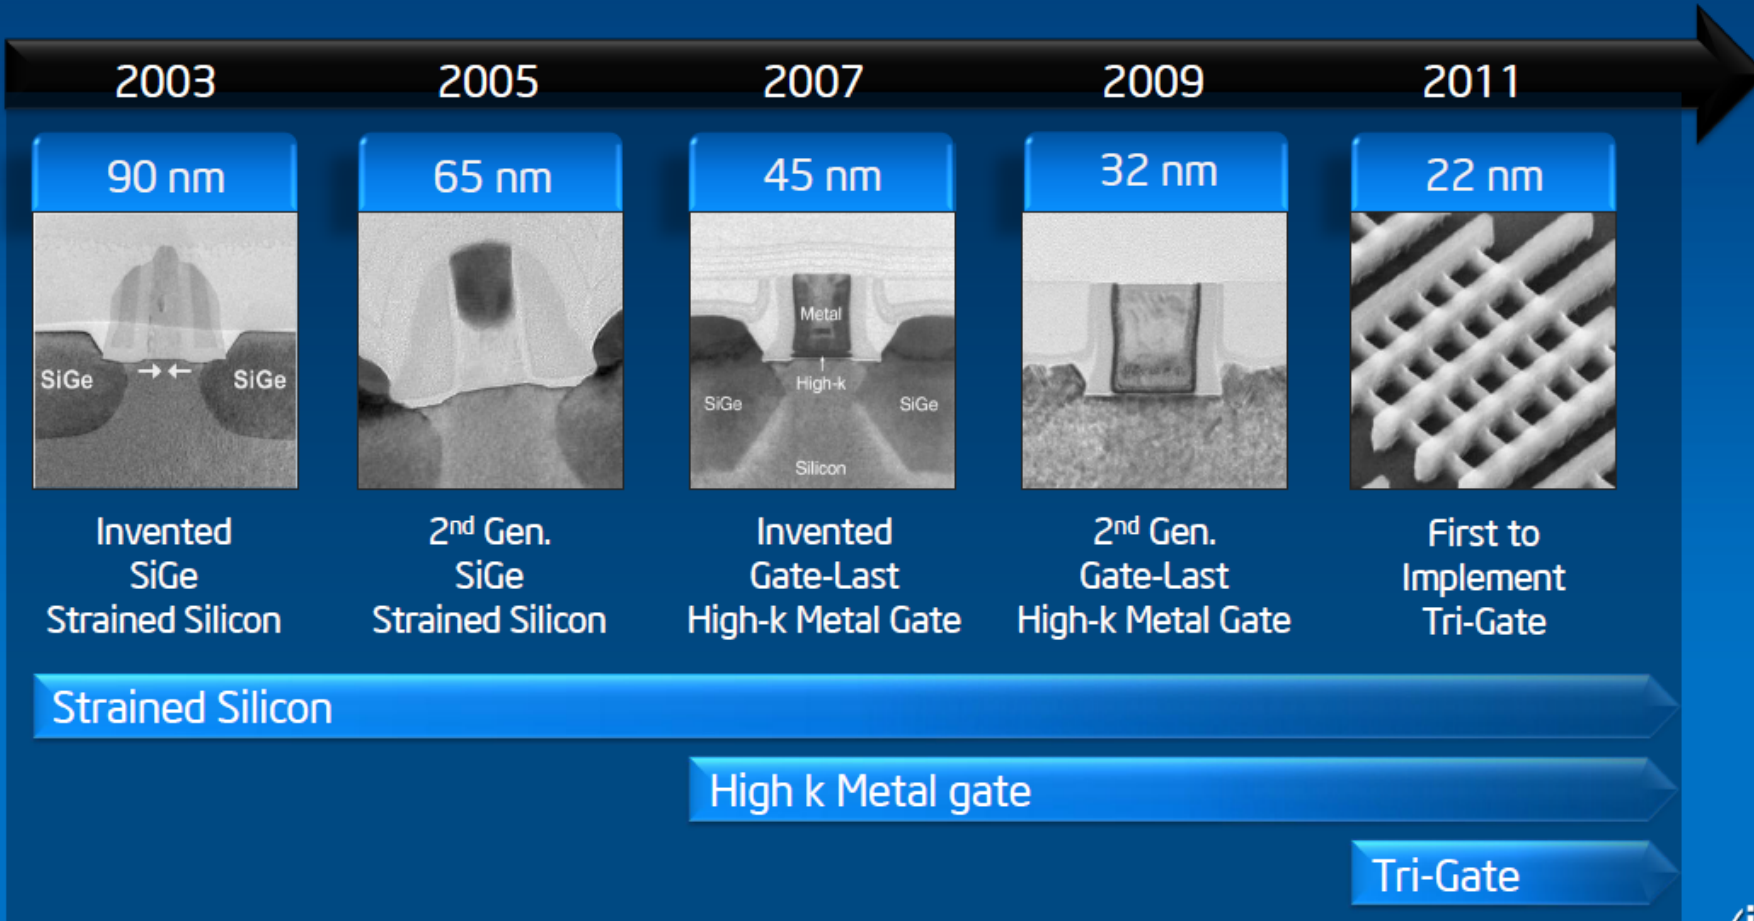 2003 2005 2007 2009 2011
90 nm 65 nm 45 nm 32 nm 22 nm
SiGe SiGe
Metal
High-k
SiGe SiGe
Silicon
Invented
SiGe
Strained Silicon
2nd Gen.
SiGe
Strained Silicon
Invented
Gate-Last
High-k Metal Gate
2nd Gen.
Gate-Last
High-k Metal Gate
First to
Implement
Tri-Gate
Strained Silicon
High k Metal gate
Tri-Gate